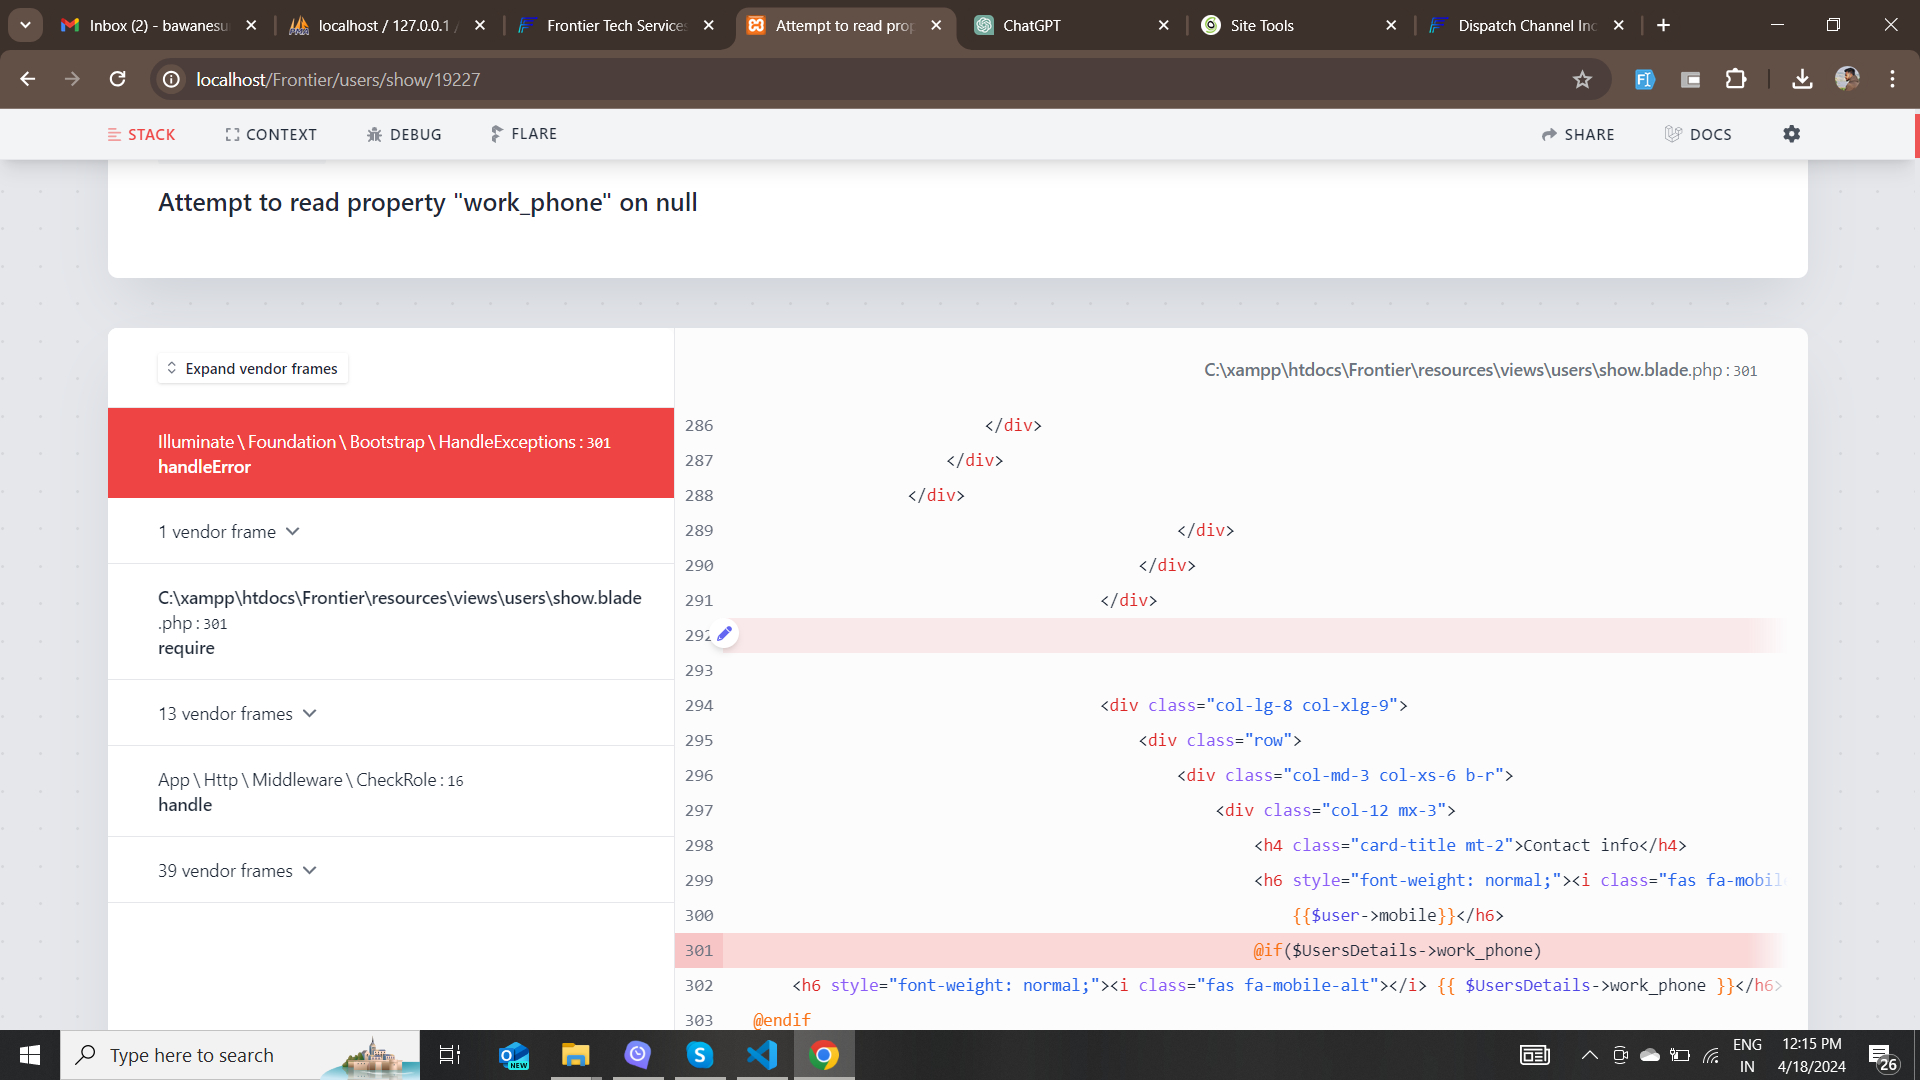 Inbox (2) - bawanesu
localhost / 127.0.0.1 /
Frontier Tech Services
Attempt to read prop
ChatGPT
Site Tools
Dispatch Channel Inc
localhost/Frontier/users/show/19227
STACK
CONTEXT
DEBUG
FLARE
SHARE
DOCS
Attempt to read property "work_phone" on null
Expand vendor frames
Illuminate \ Foundation \ Bootstrap \ HandleExceptions : 301
handleError
1 vendor frame
C:\xampp\htdocs\Frontier\resources\views\users\show.blade
.php : 301
require
13 vendor frames
App \ Http \ Middleware \ CheckRole : 16
handle
39 vendor frames
C:\xampp\htdocs\Frontier\resources\views\users\show.blade.php : 301
286 </div>
287 </div>
288 </div>
289 </div>
290 </div>
291 </div>
292
293
294 <div class="col-lg-8 col-xlg-9">
295 <div class="row">
296 <div class="col-md-3 col-xs-6 b-r">
297 <div class="col-12 mx-3">
298 <h4 class="card-title mt-2">Contact info</h4>
299 <h6 style="font-weight: normal;"><i class="fas fa-mobil
300 {{$user->mobile}}</h6>
301 @if($UsersDetails->work_phone)
302 <h6 style="font-weight: normal;"><i class="fas fa-mobile-alt"></i> {{ $UsersDetails->work_phone }}</h6>
303 @endif
Type here to search
NEW
ENG
IN
12:15 PM
4/18/2024
26